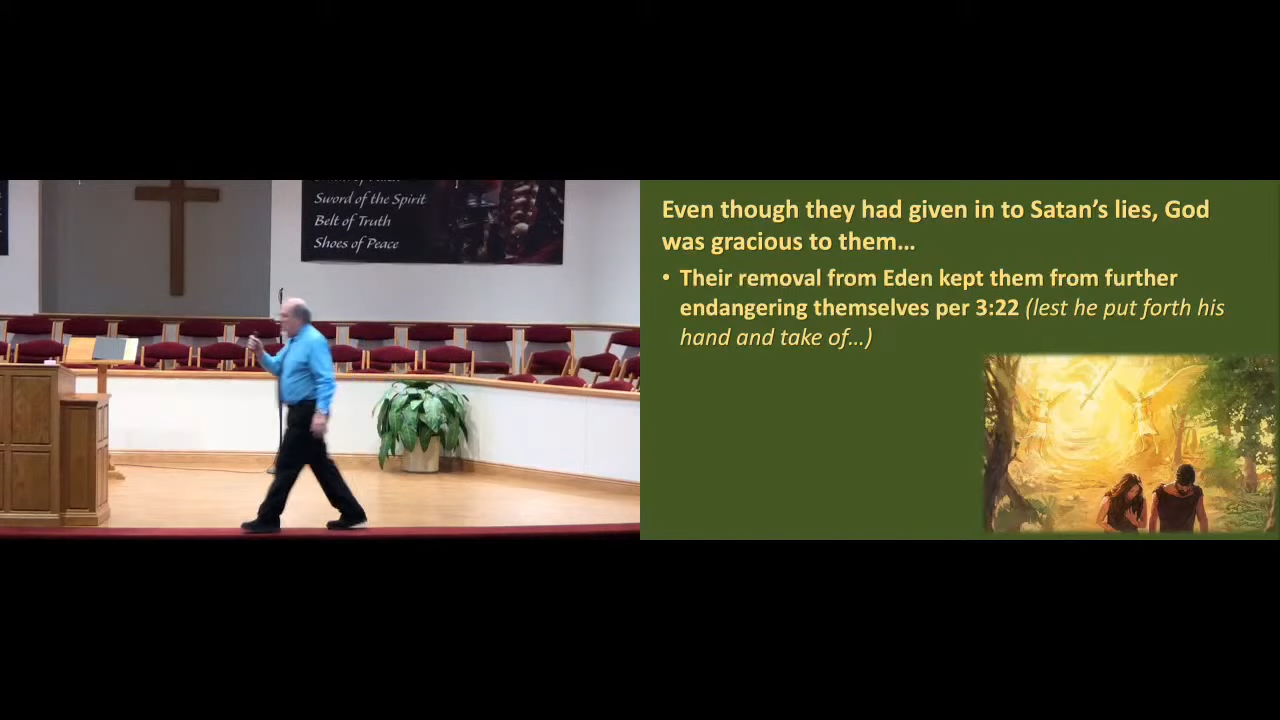 Sword of the Spirit
Belt of Truth
Shoes of Peace
Even though they had given in to Satan’s lies, God
was gracious to them…
• Their removal from Eden kept them from further
endangering themselves per 3:22 (lest he put forth his
hand and take of…)